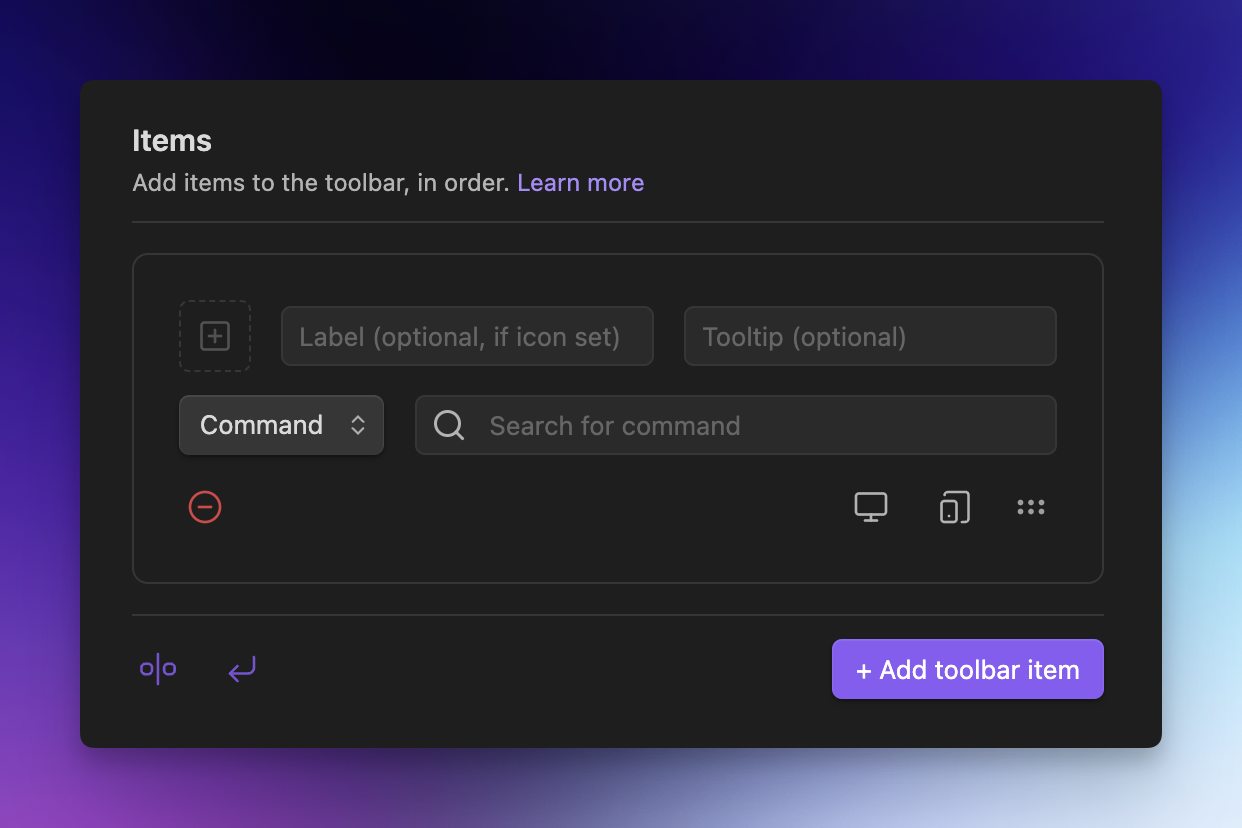 Items
Add items to the toolbar, in order. Learn more
Label (optional, if icon set) Tooltip (optional)
Command Search for command
+ Add toolbar item